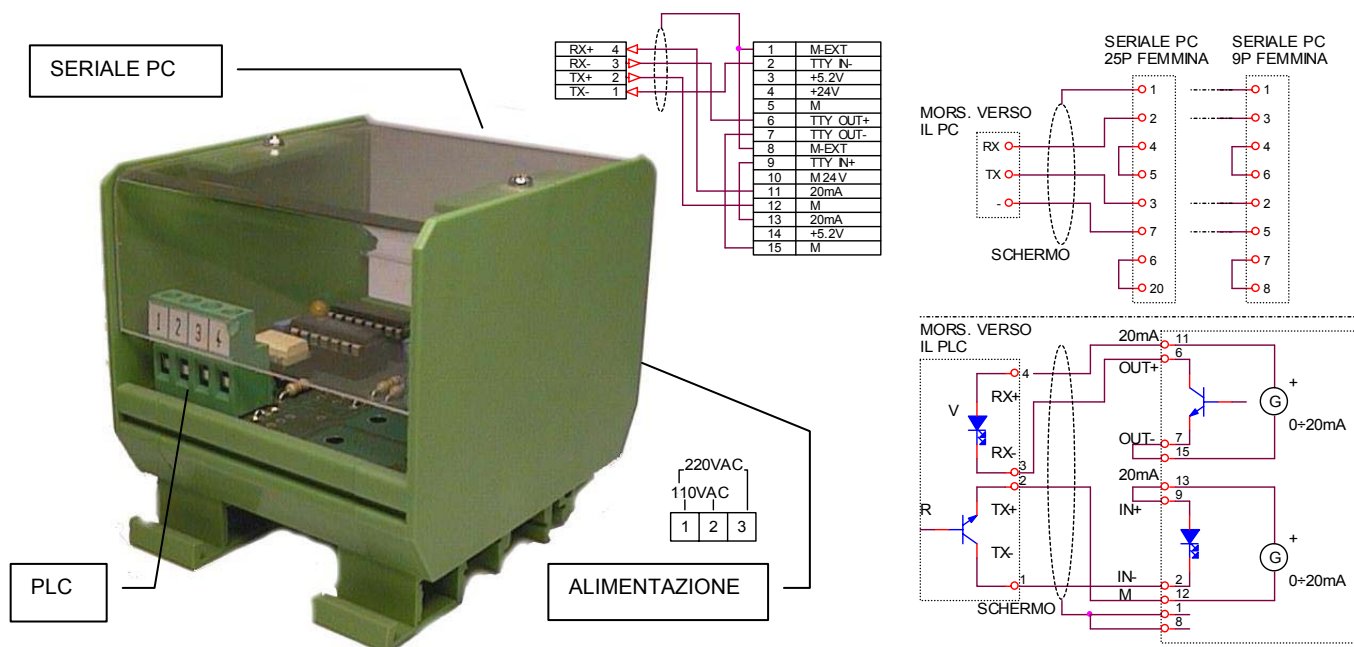 SERIALE PC
PLC
ALIMENTAZIONE
1 2 3 4
220VAC
110VAC
1 2 3
RX+ 4
RX- 3
TX+ 2
TX- 1
1 M-EXT
2 TTY IN-
3 +5.2V
4 +24V
5 M
6 TTY OUT+
7 TTY OUT-
8 M-EXT
9 TTY IN+
10 M 24 V
11 20mA
12 M
13 20mA
14 +5.2V
15 M
SERIALE PC
25P FEMMINA
SERIALE PC
9P FEMMINA
MORS. VERSO
IL PC
RX
TX
-
SCHERMO
1
2
4
5
3
7
6
20
1
3
4
6
2
5
7
8
MORS. VERSO
IL PLC
4
RX+
V
RX-
3
2
TX+
R
TX-
1
SCHERMO
20mA 11
6
OUT+
OUT- 7
15
20mA 13
9
IN+
IN- 2
M 12
1
8
+
G
0÷20mA
+
G
0÷20mA